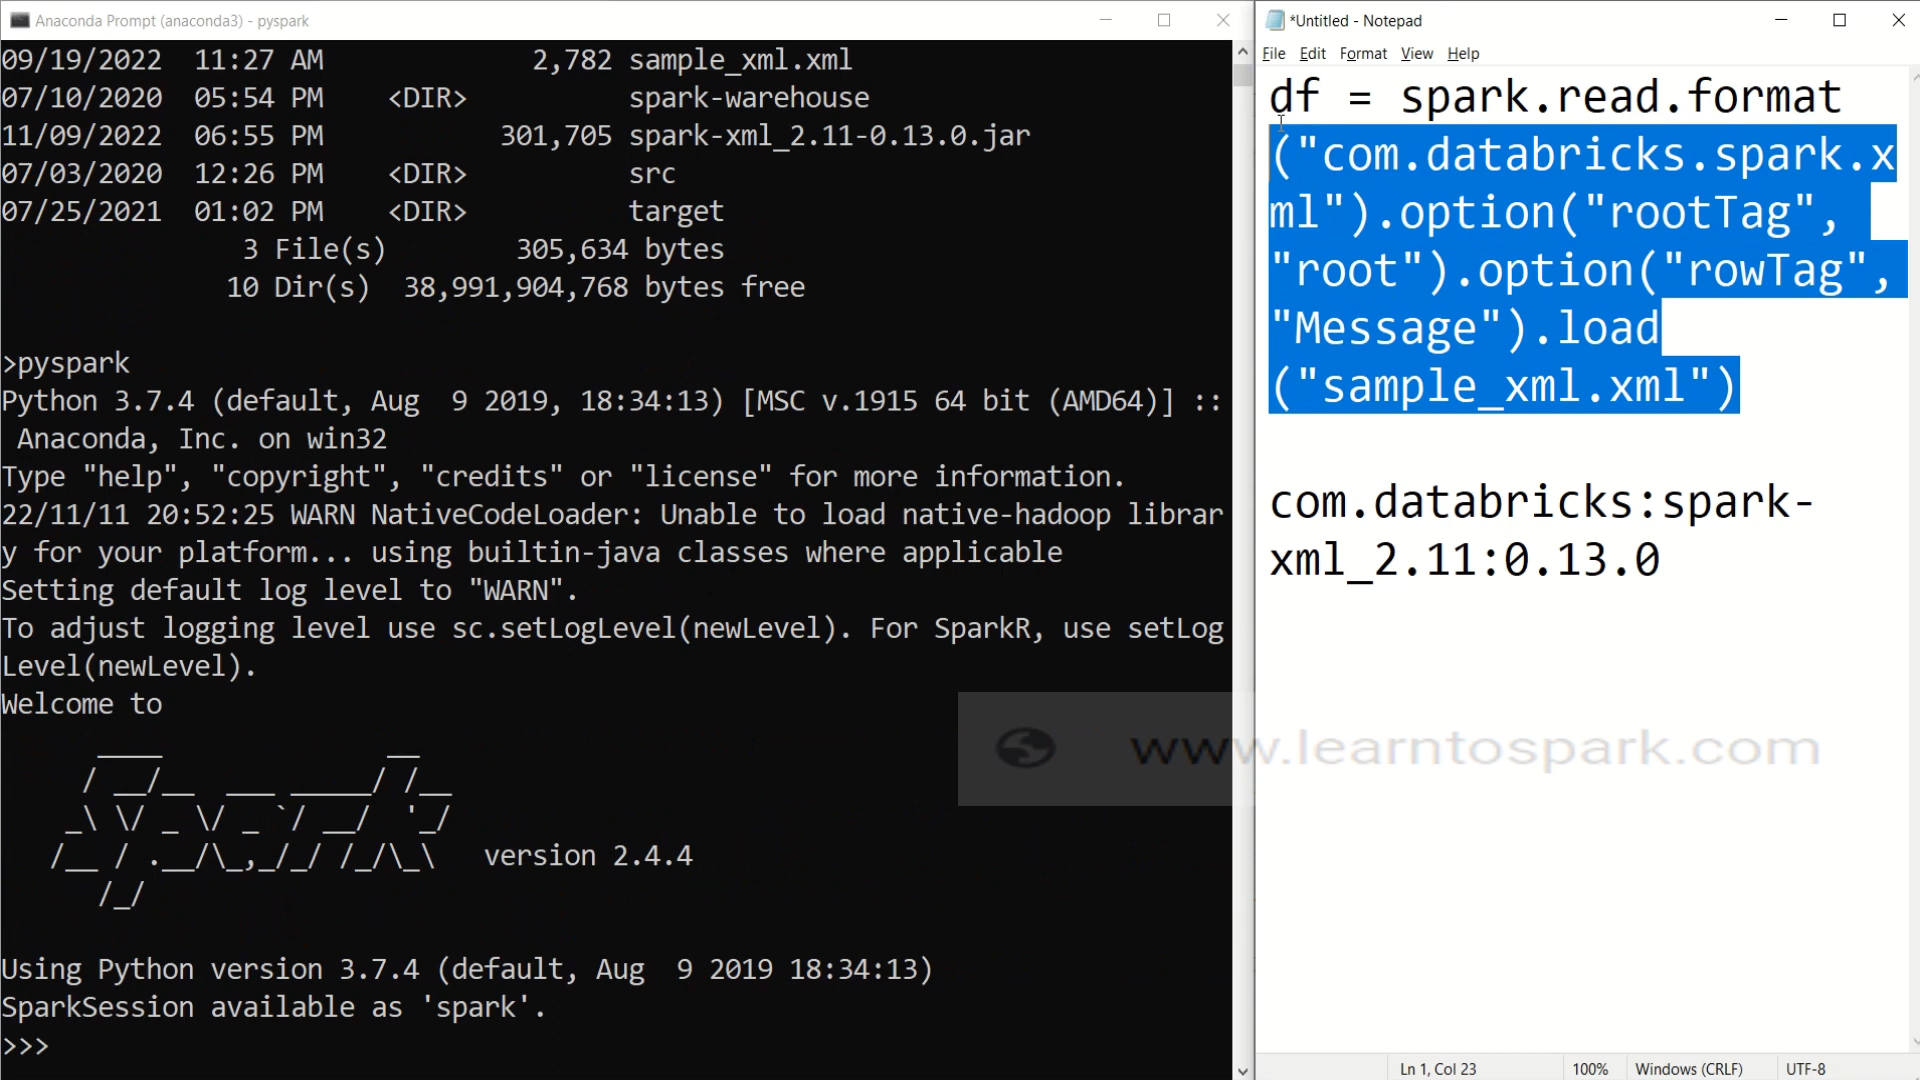 Anaconda Prompt (anaconda3) - pyspark
09/19/2022  11:27 AM             2,782 sample_xml.xml
07/10/2020  05:54 PM    <DIR>          spark-warehouse
11/09/2022  06:55 PM           301,705 spark-xml_2.11-0.13.0.jar
07/03/2020  12:26 PM    <DIR>          src
07/25/2021  01:02 PM    <DIR>          target
               3 File(s)        305,634 bytes
              10 Dir(s)  38,991,904,768 bytes free
>pyspark
Python 3.7.4 (default, Aug  9 2019, 18:34:13) [MSC v.1915 64 bit (AMD64)] ::
 Anaconda, Inc. on win32
Type "help", "copyright", "credits" or "license" for more information.
22/11/11 20:52:25 WARN NativeCodeLoader: Unable to load native-hadoop librar
y for your platform... using builtin-java classes where applicable
Setting default log level to "WARN".
To adjust logging level use sc.setLogLevel(newLevel). For SparkR, use setLog
Level(newLevel).
Welcome to
Spark
version 2.4.4
Using Python version 3.7.4 (default, Aug  9 2019 18:34:13)
SparkSession available as 'spark'.
>>>
*Untitled - Notepad
File Edit Format View Help
df = spark.read.format
("com.databricks.spark.x
ml").option("rootTag",
"root").option("rowTag",
"Message").load
("sample_xml.xml")
com.databricks:spark-
xml_2.11:0.13.0
www.learntospark.com
Ln 1, Col 23
100%
Windows (CRLF)
UTF-8